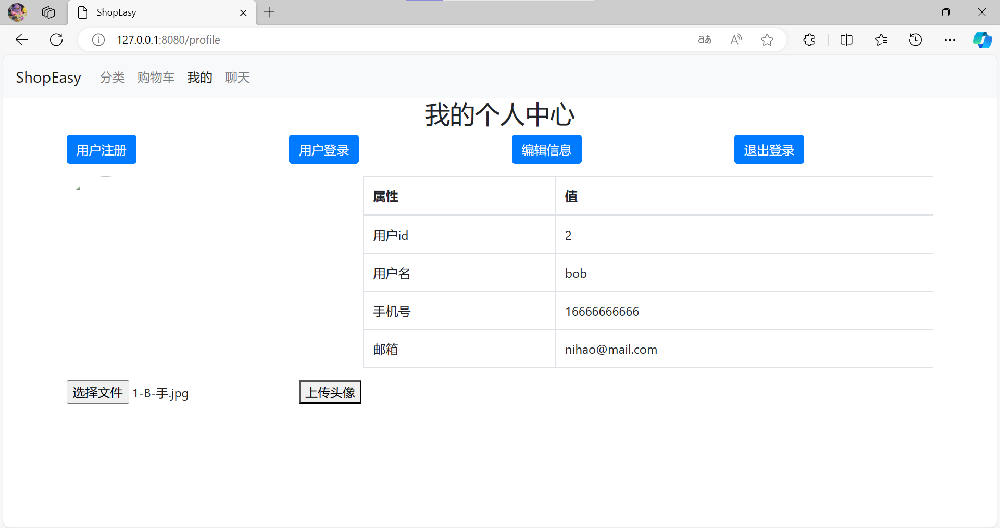 ShopEasy
127.0.0.1:8080/profile
ShopEasy 分类 购物车 我的 聊天
我的个人中心
用户注册 用户登录 编辑信息 退出登录
属性 值
用户id 2
用户名 bob
手机号 16666666666
邮箱 nihao@mail.com
选择文件 1-B-手.jpg 上传头像